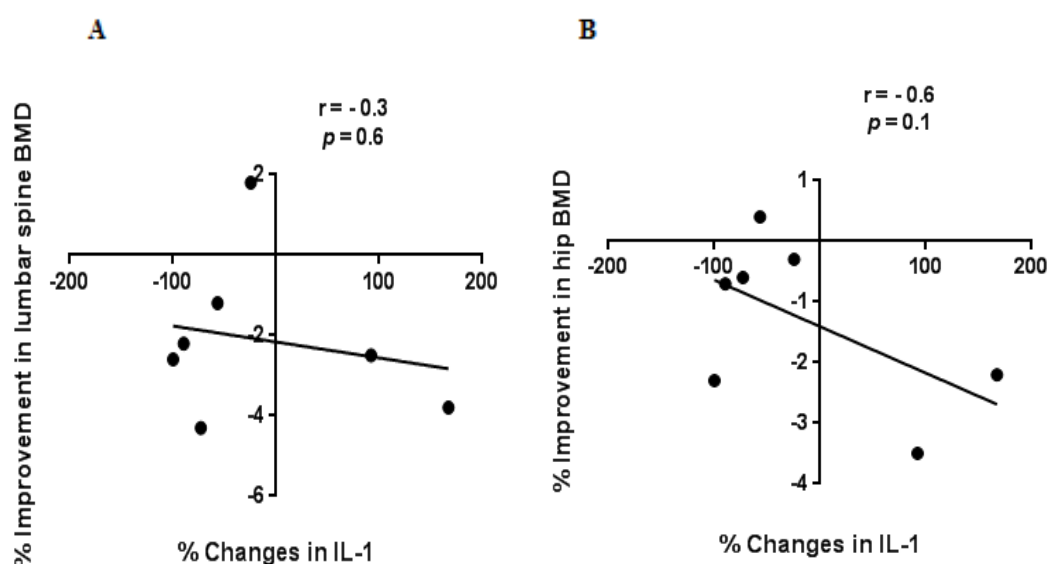 A
B
r = - 0.3
p = 0.6
r = - 0.6
p = 0.1
% Improvement in lumbar spine BMD
2
-200
-100
100
200
-2
-4
-6
% Changes in IL-1
% Improvement in hip BMD
1
-200
-100
100
200
-1
-2
-3
-4
% Changes in IL-1